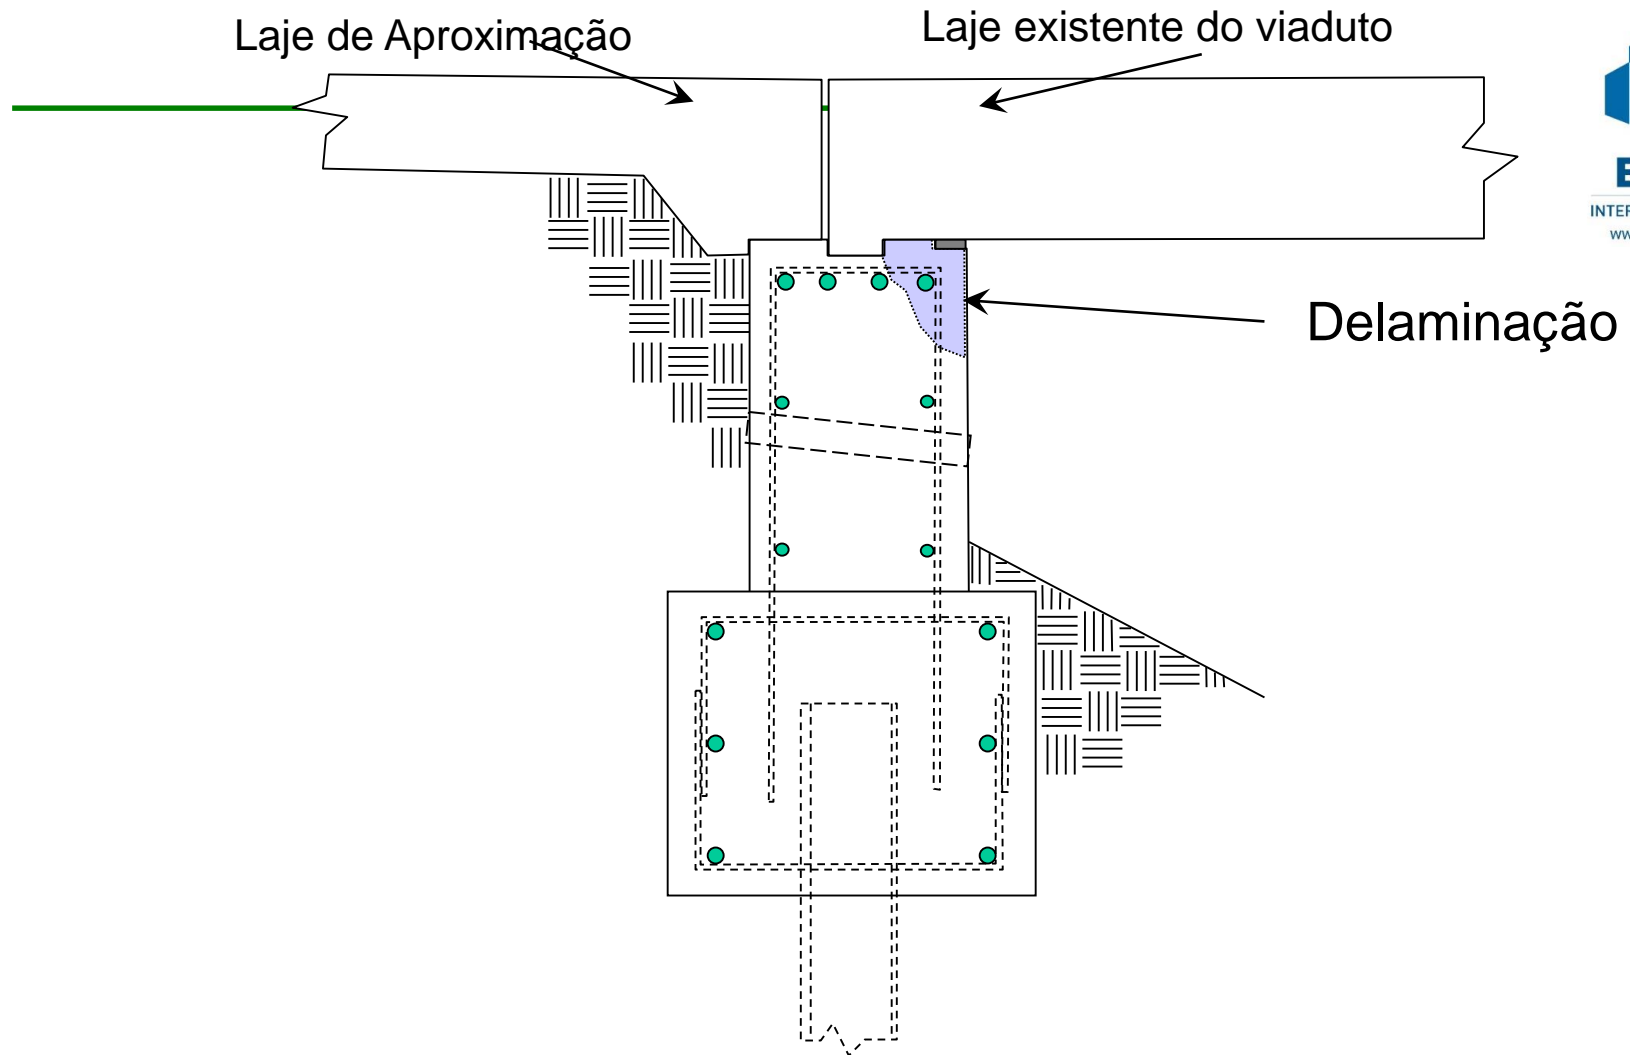 Laje de Aproximação
Laje existente do viaduto
Delaminação